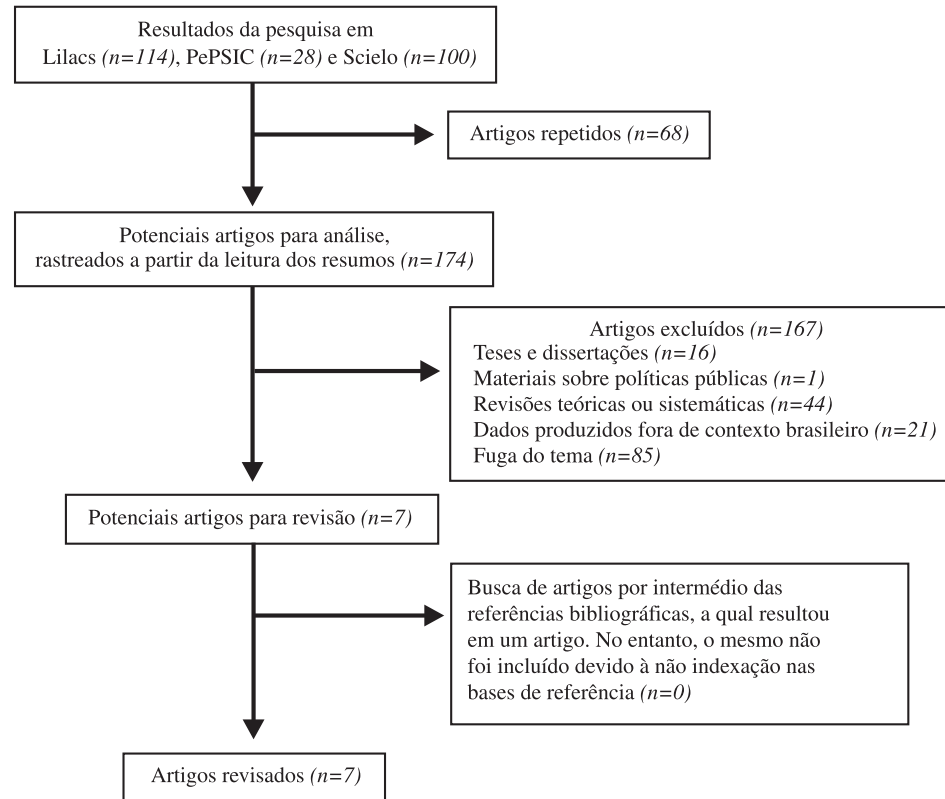 Resultados da pesquisa em
Lilacs (n=114), PePSIC (n=28) e Scielo (n=100)
Artigos repetidos (n=68)
Potenciais artigos para análise,
rastreados a partir da leitura dos resumos (n=174)
Artigos excluídos (n=167)
Teses e dissertações (n=16)
Materiais sobre políticas públicas (n=1)
Revisões teóricas ou sistemáticas (n=44)
Dados produzidos fora de contexto brasileiro (n=21)
Fuga do tema (n=85)
Potenciais artigos para revisão (n=7)
Busca de artigos por intermédio das
referências bibliográficas, a qual resultou
em um artigo. No entanto, o mesmo não
foi incluído devido à não indexação nas
bases de referência (n=0)
Artigos revisados (n=7)